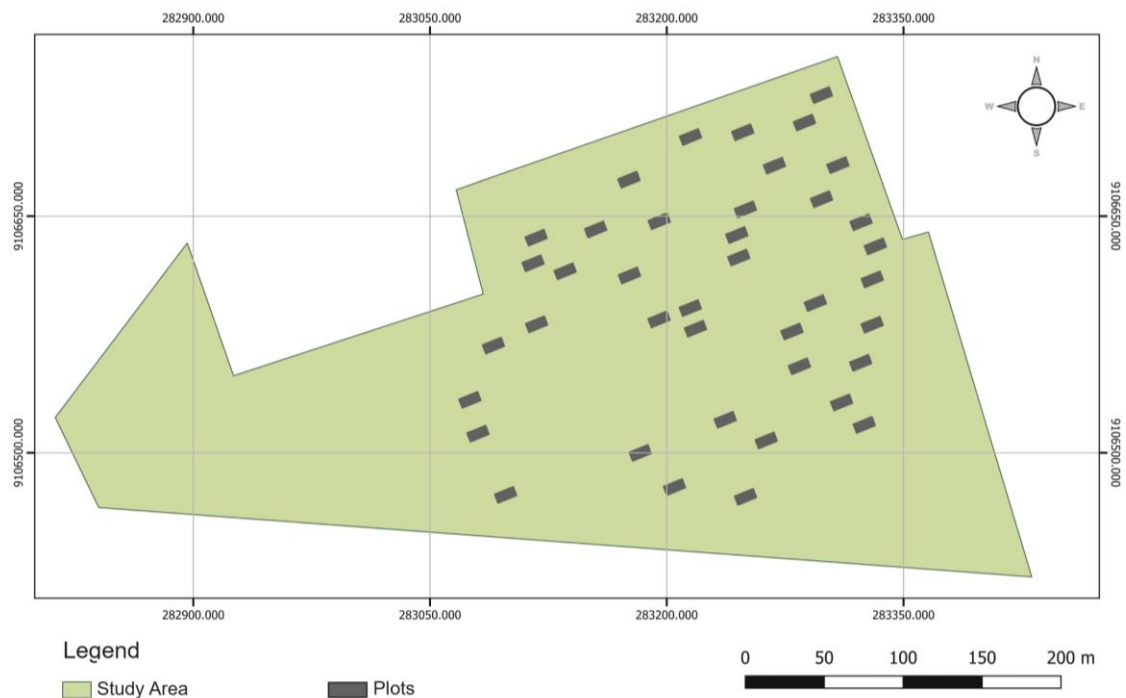 282900.000 283050.000 283200.000 283350.000
N
W E
S
9106650.000 9106650.000
9106500.000 9106500.000
282900.000 283050.000 283200.000 283350.000
Legend
Study Area Plots
0 50 100 150 200 m